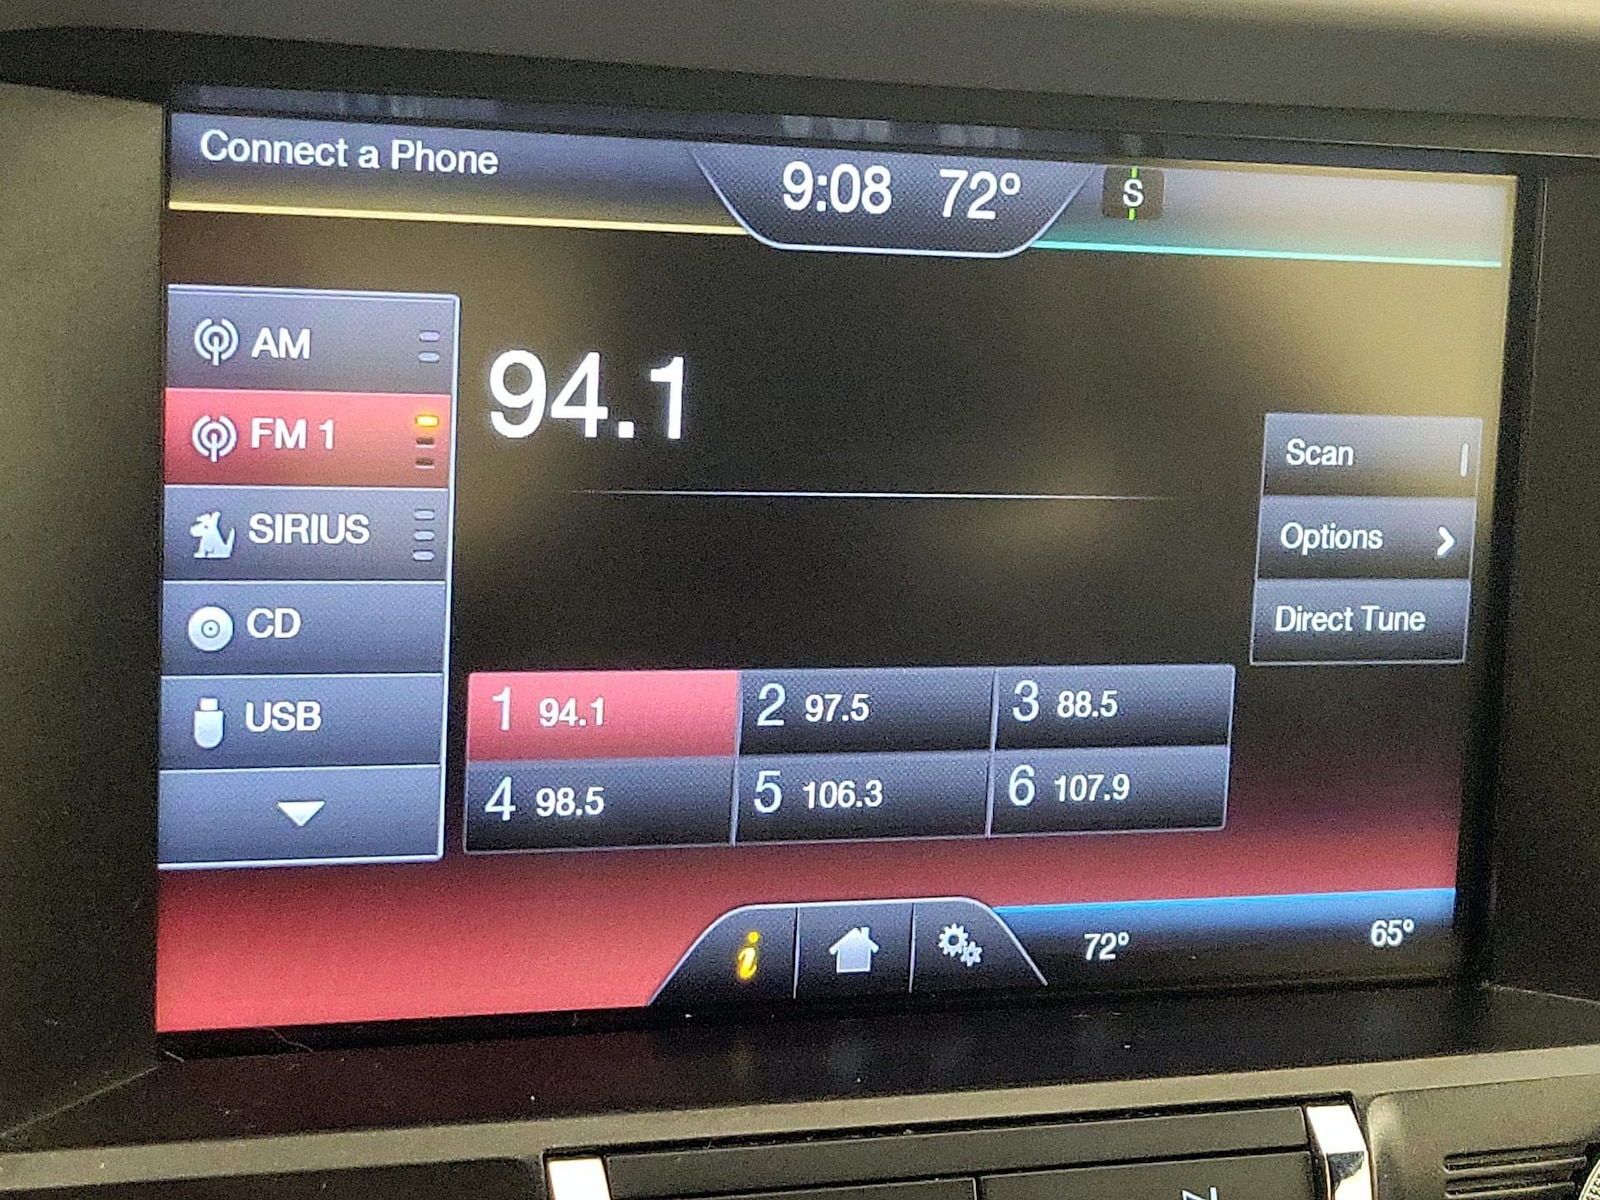 Connect a Phone
9:08 72°
S
AM
FM 1
SIRIUS
CD
USB
94.1
Scan
Options
Direct Tune
1 94.1
2 97.5
3 88.5
4 98.5
5 106.3
6 107.9
i
72°
65°